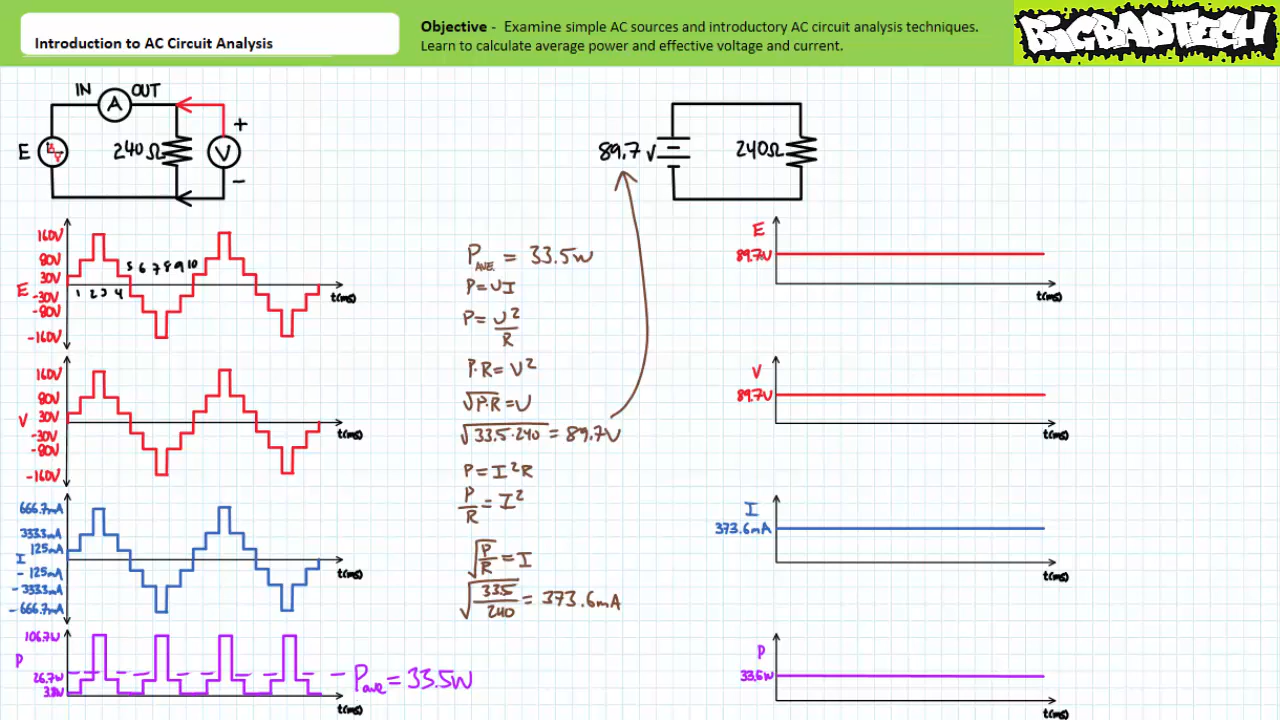 Introduction to AC Circuit Analysis
Objective - Examine simple AC sources and introductory AC circuit analysis techniques.
Learn to calculate average power and effective voltage and current.
BIGBADTECH
IN A OUT
+
E 240Ω V
-
160V
80V
30V
E
-30V
-80V
-160V
1 2 3 4
5 6 7 8 9 10
t(ms)
160V
80V
30V
V
-30V
-80V
-160V
t(ms)
666.7mA
333.3mA
125mA
I
-125mA
-333.3mA
-666.7mA
t(ms)
106.7W
P
26.7W
3.8W
t(ms)
PAVE = 33.5W
PAVE. = 33.5W
P=VI
P=V²/R
P·R=V²
√P·R=V
√33.5·240=89.7V
P=I²R
P/R=I²
√P/R=I
√335/240=373.6mA
89.7V 240Ω
E
89.7V
t(ms)
V
89.7V
t(ms)
I
373.6mA
t(ms)
P
33.5W
t(ms)